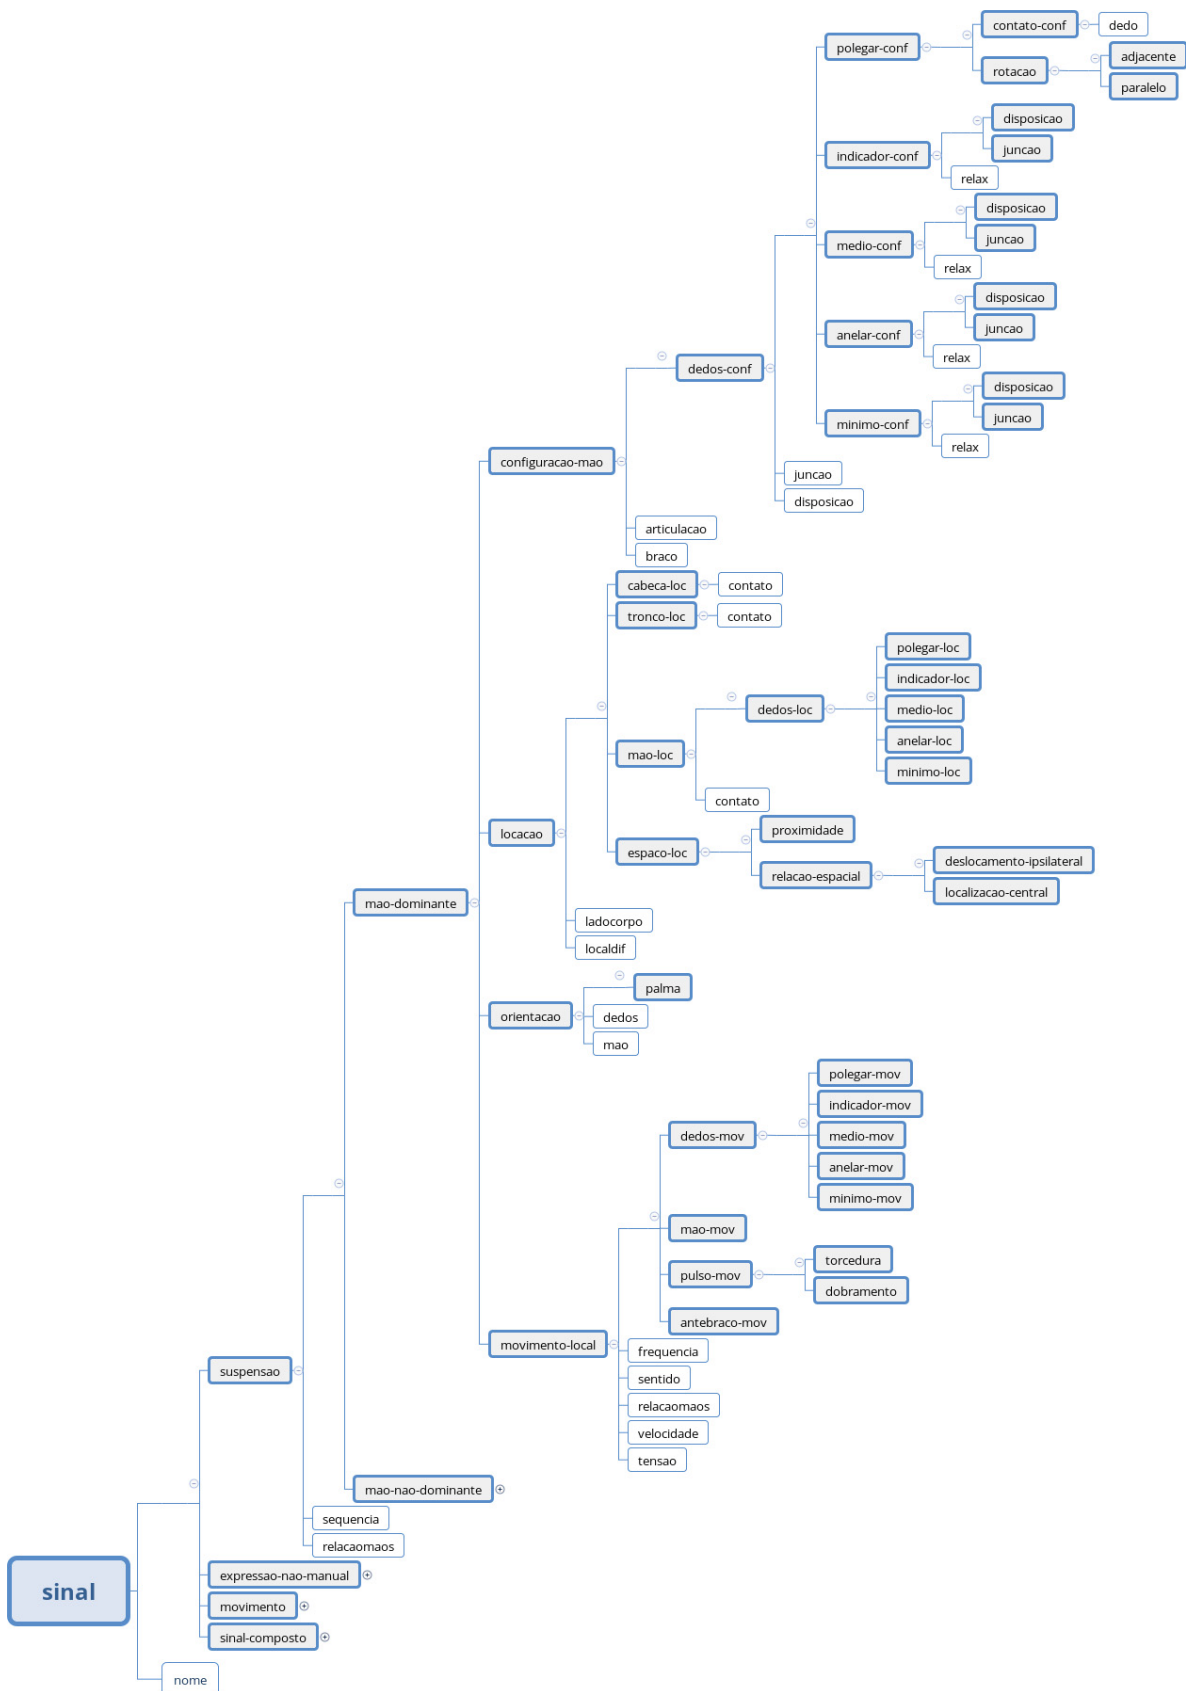 contato-conf
dedo
polegar-conf
rotacao
adjacente
paralelo
disposicao
indicador-conf
juncao
relax
disposicao
medio-conf
juncao
relax
disposicao
anelar-conf
juncao
relax
dedos-conf
disposicao
minimo-conf
juncao
relax
configuracao-mao
juncao
disposicao
articulacao
braco
cabeca-loc
contato
tronco-loc
contato
polegar-loc
indicador-loc
dedos-loc
medio-loc
anelar-loc
mao-loc
minimo-loc
contato
locacao
proximidade
espaco-loc
deslocamento-ipsilateral
relacao-espacial
localizacao-central
mao-dominante
ladocorpo
localdif
palma
orientacao
dedos
mao
polegar-mov
indicador-mov
dedos-mov
medio-mov
anelar-mov
minimo-mov
mao-mov
torcedura
pulso-mov
dobramento
antebraco-mov
movimento-local
frequencia
suspensao
sentido
relacaomaos
velocidade
tensao
mao-nao-dominante
sequencia
relacaomaos
expressao-nao-manual
sinal
movimento
sinal-composto
nome